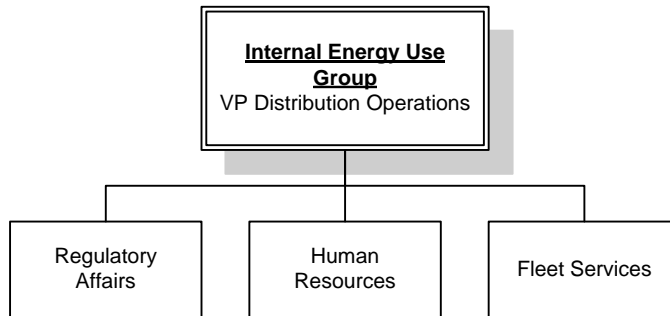 Internal Energy Use
Group
VP Distribution Operations
Regulatory
Affairs
Human
Resources
Fleet Services